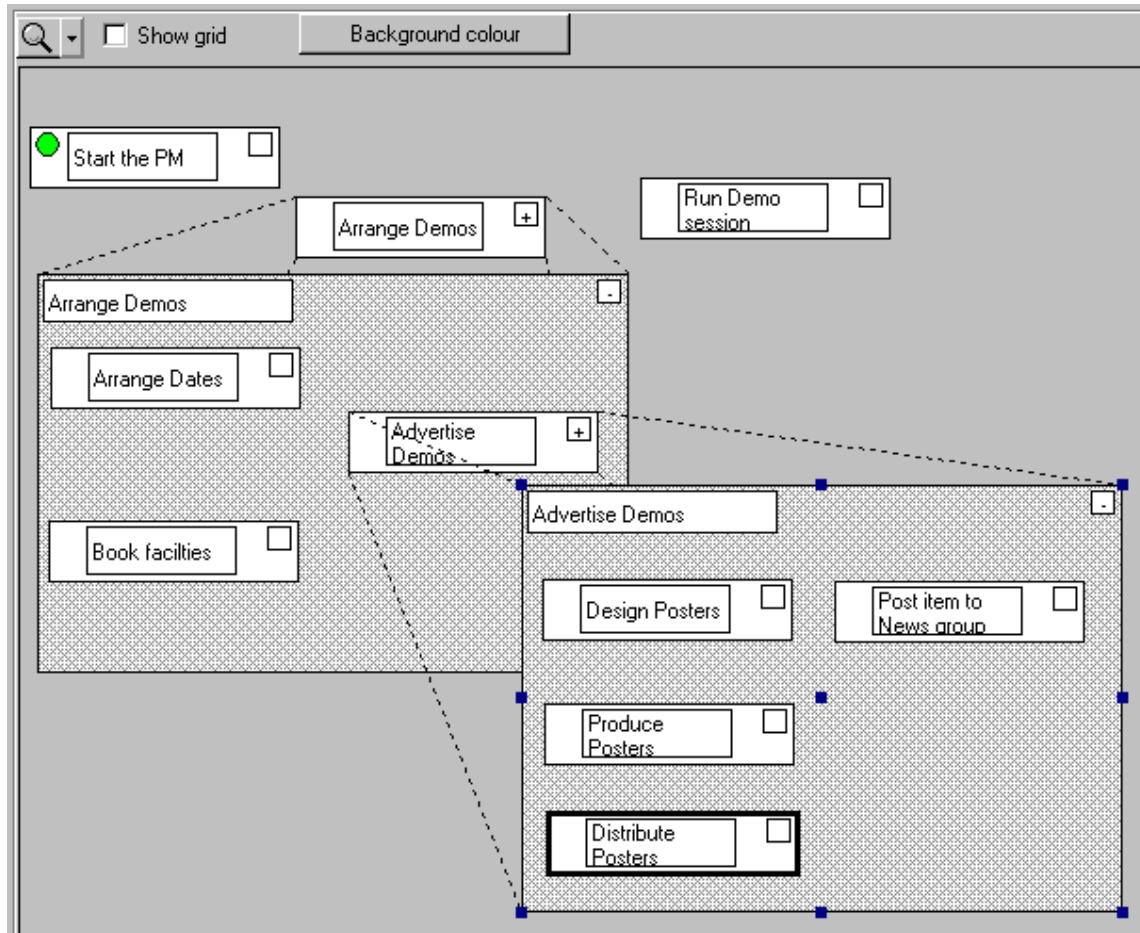 Show grid
Background colour
Start the PM
Run Demo
session
Arrange Demos
+
Arrange Demos
-
Arrange Dates
Advertise
Demos
+
Advertise Demos
-
Book facilties
Design Posters
Post item to
News group
Produce
Posters
Distribute
Posters